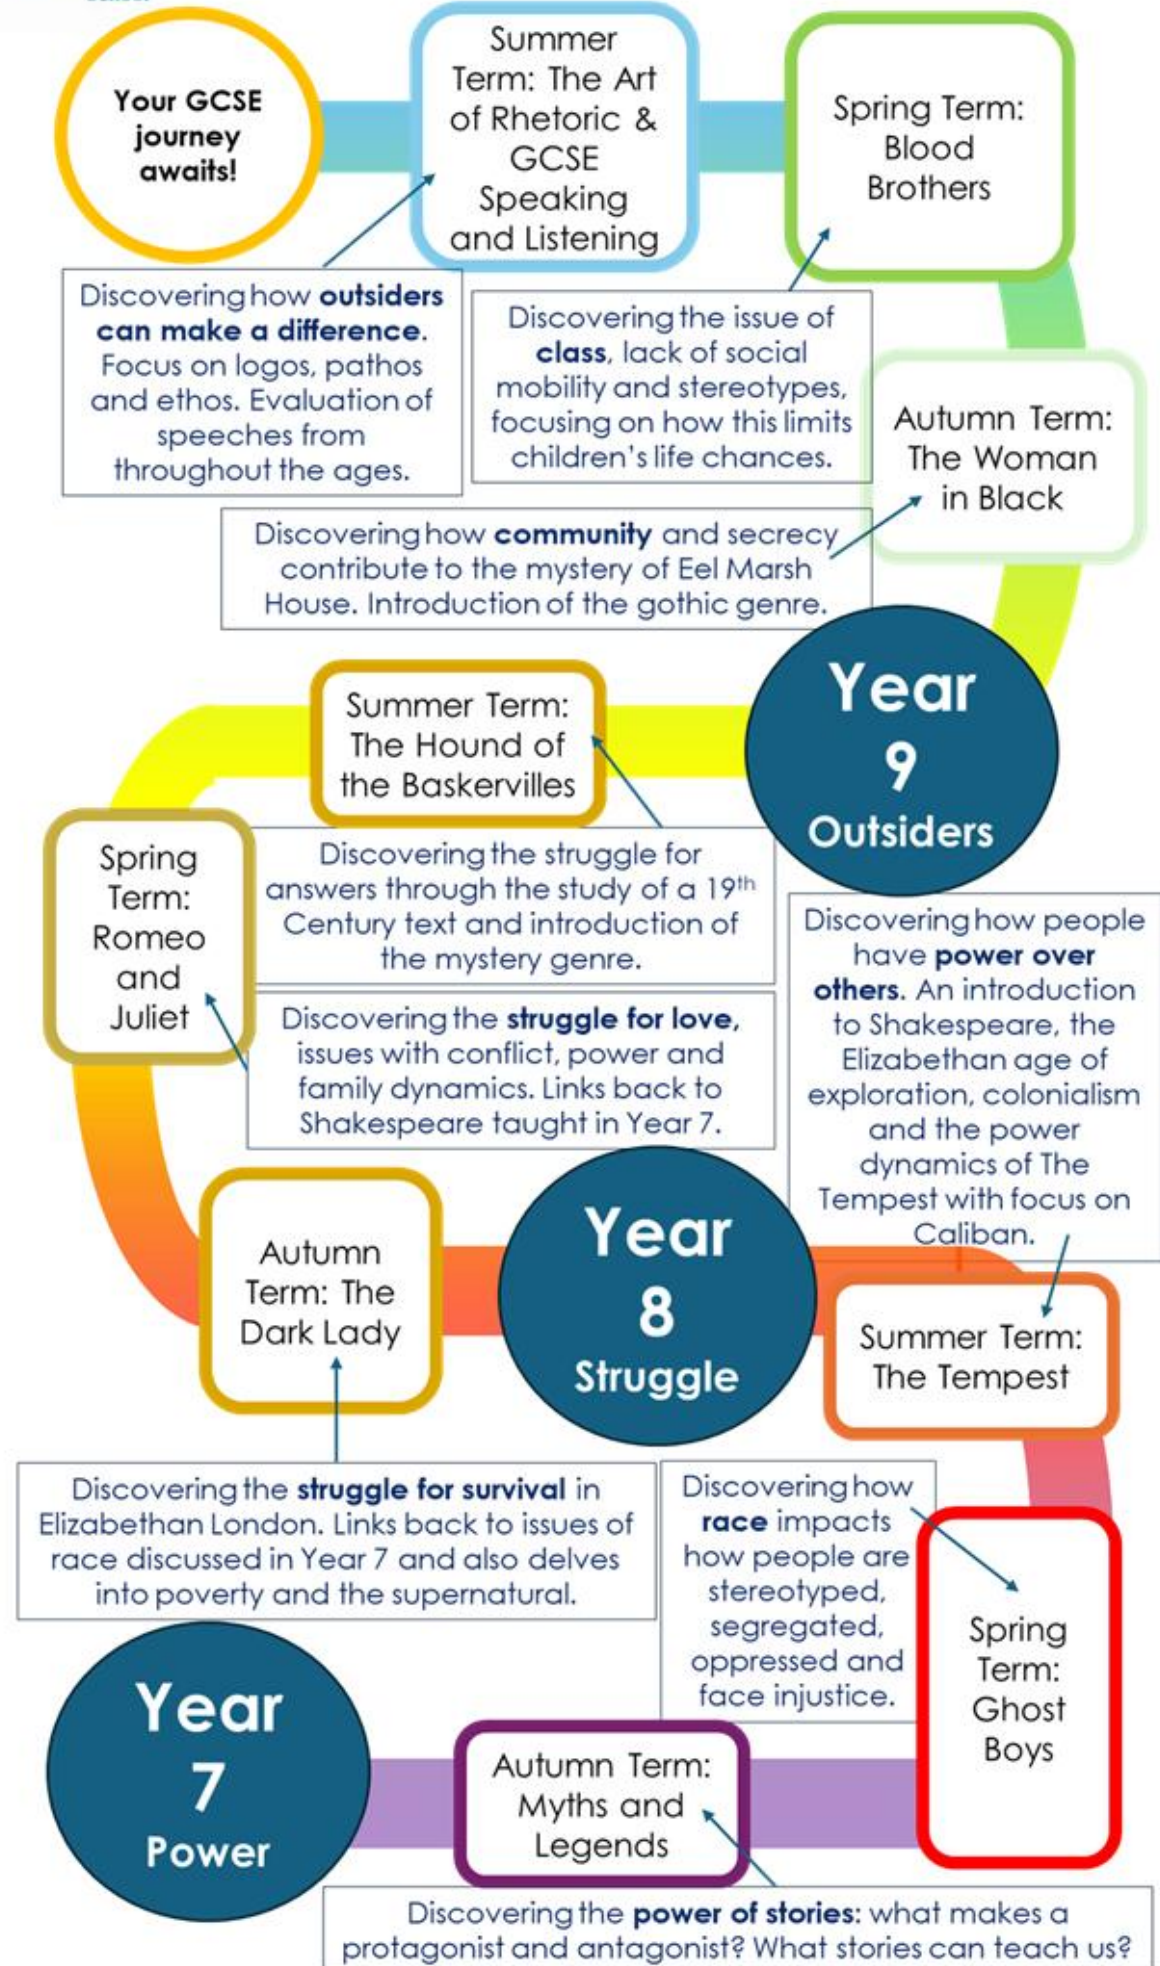 Your GCSE
journey
awaits!
Summer
Term: The Art
of Rhetoric &
GCSE
Speaking
and Listening
Spring Term:
Blood
Brothers
Discovering how outsiders
can make a difference.
Focus on logos, pathos
and ethos. Evaluation of
speeches from
throughout the ages.
Discovering the issue of
class, lack of social
mobility and stereotypes,
focusing on how this limits
children's life chances.
Autumn Term:
The Woman
in Black
Discovering how community and secrecy
contribute to the mystery of Eel Marsh
House. Introduction of the gothic genre.
Year
9
Outsiders
Summer Term:
The Hound of
the Baskervilles
Spring
Term:
Romeo
and
Juliet
Discovering the struggle for
answers through the study of a 19th
Century text and introduction of
the mystery genre.
Discovering the struggle for love,
issues with conflict, power and
family dynamics. Links back to
Shakespeare taught in Year 7.
Discovering how people
have power over
others. An introduction
to Shakespeare, the
Elizabethan age of
exploration, colonialism
and the power
dynamics of The
Tempest with focus on
Caliban.
Autumn
Term: The
Dark Lady
Year
8
Struggle
Summer Term:
The Tempest
Discovering the struggle for survival in
Elizabethan London. Links back to issues of
race discussed in Year 7 and also delves
into poverty and the supernatural.
Discovering how
race impacts
how people are
stereotyped,
segregated,
oppressed and
face injustice.
Spring
Term:
Ghost
Boys
Year
7
Power
Autumn Term:
Myths and
Legends
Discovering the power of stories: what makes a
protagonist and antagonist? What stories can teach us?